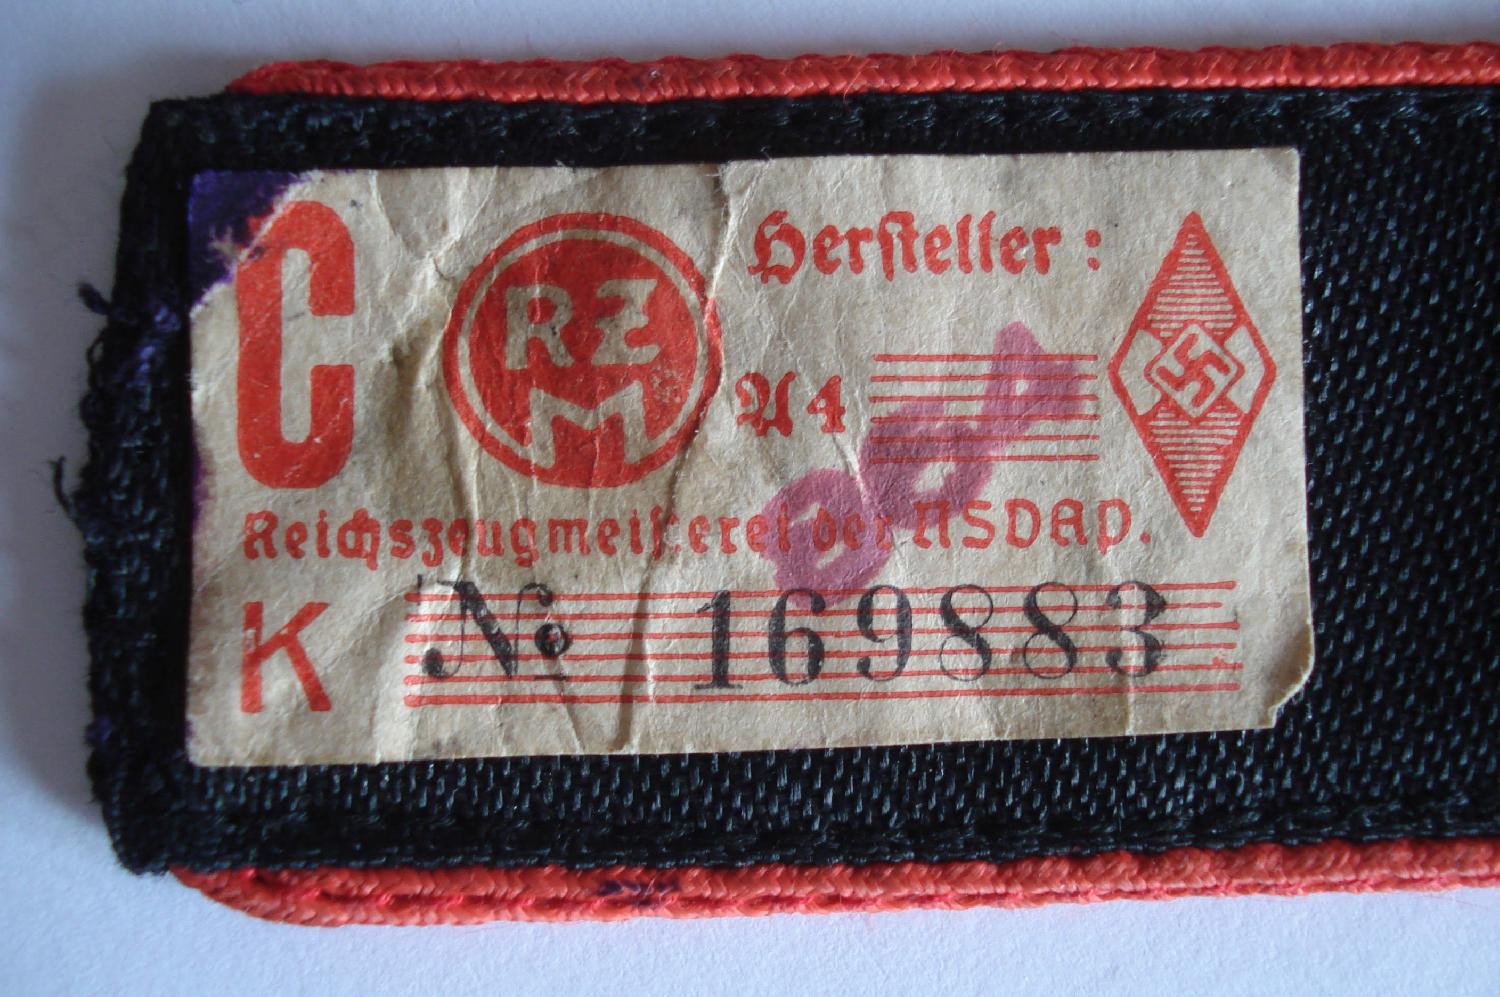 C
RZM
Hersteller:
A4
Reichszeugmeisterei der NSDAP.
K № 169883